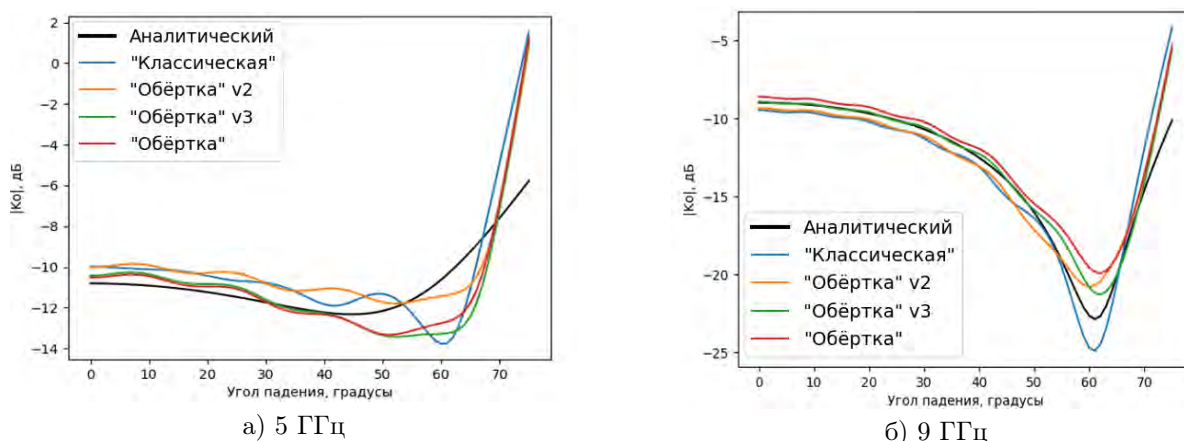 2
0
−2
−4
−6
−8
−10
−12
−14
|Ko|, дБ
Аналитический
"Классическая"
"Обёртка" v2
"Обёртка" v3
"Обёртка"
0 10 20 30 40 50 60 70
Угол падения, градусы
а) 5 ГГц
−5
−10
−15
−20
−25
|Ko|, дБ
Аналитический
"Классическая"
"Обёртка" v2
"Обёртка" v3
"Обёртка"
0 10 20 30 40 50 60 70
Угол падения, градусы
б) 9 ГГц